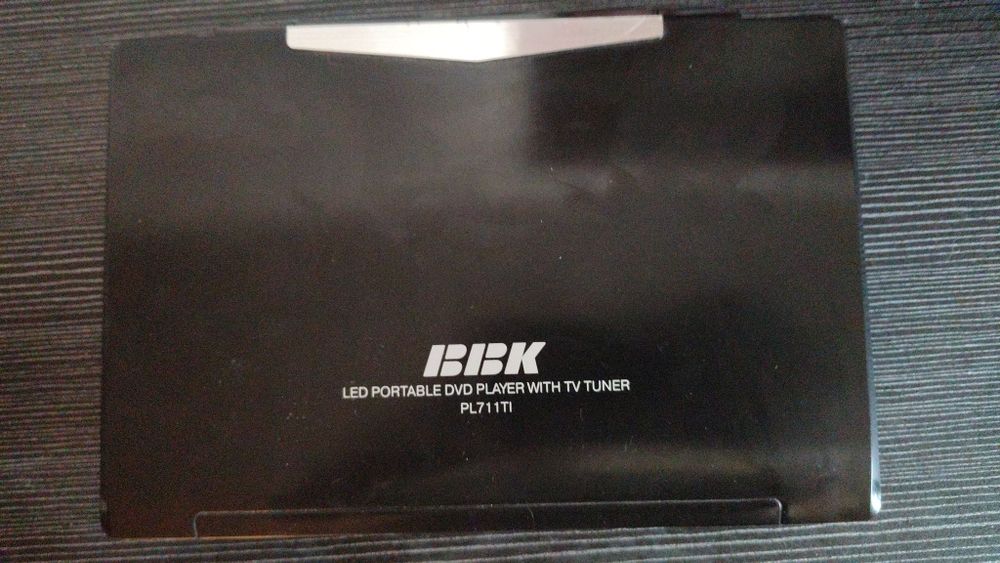 BBK
LED PORTABLE DVD PLAYER WITH TV TUNER
PL711TI